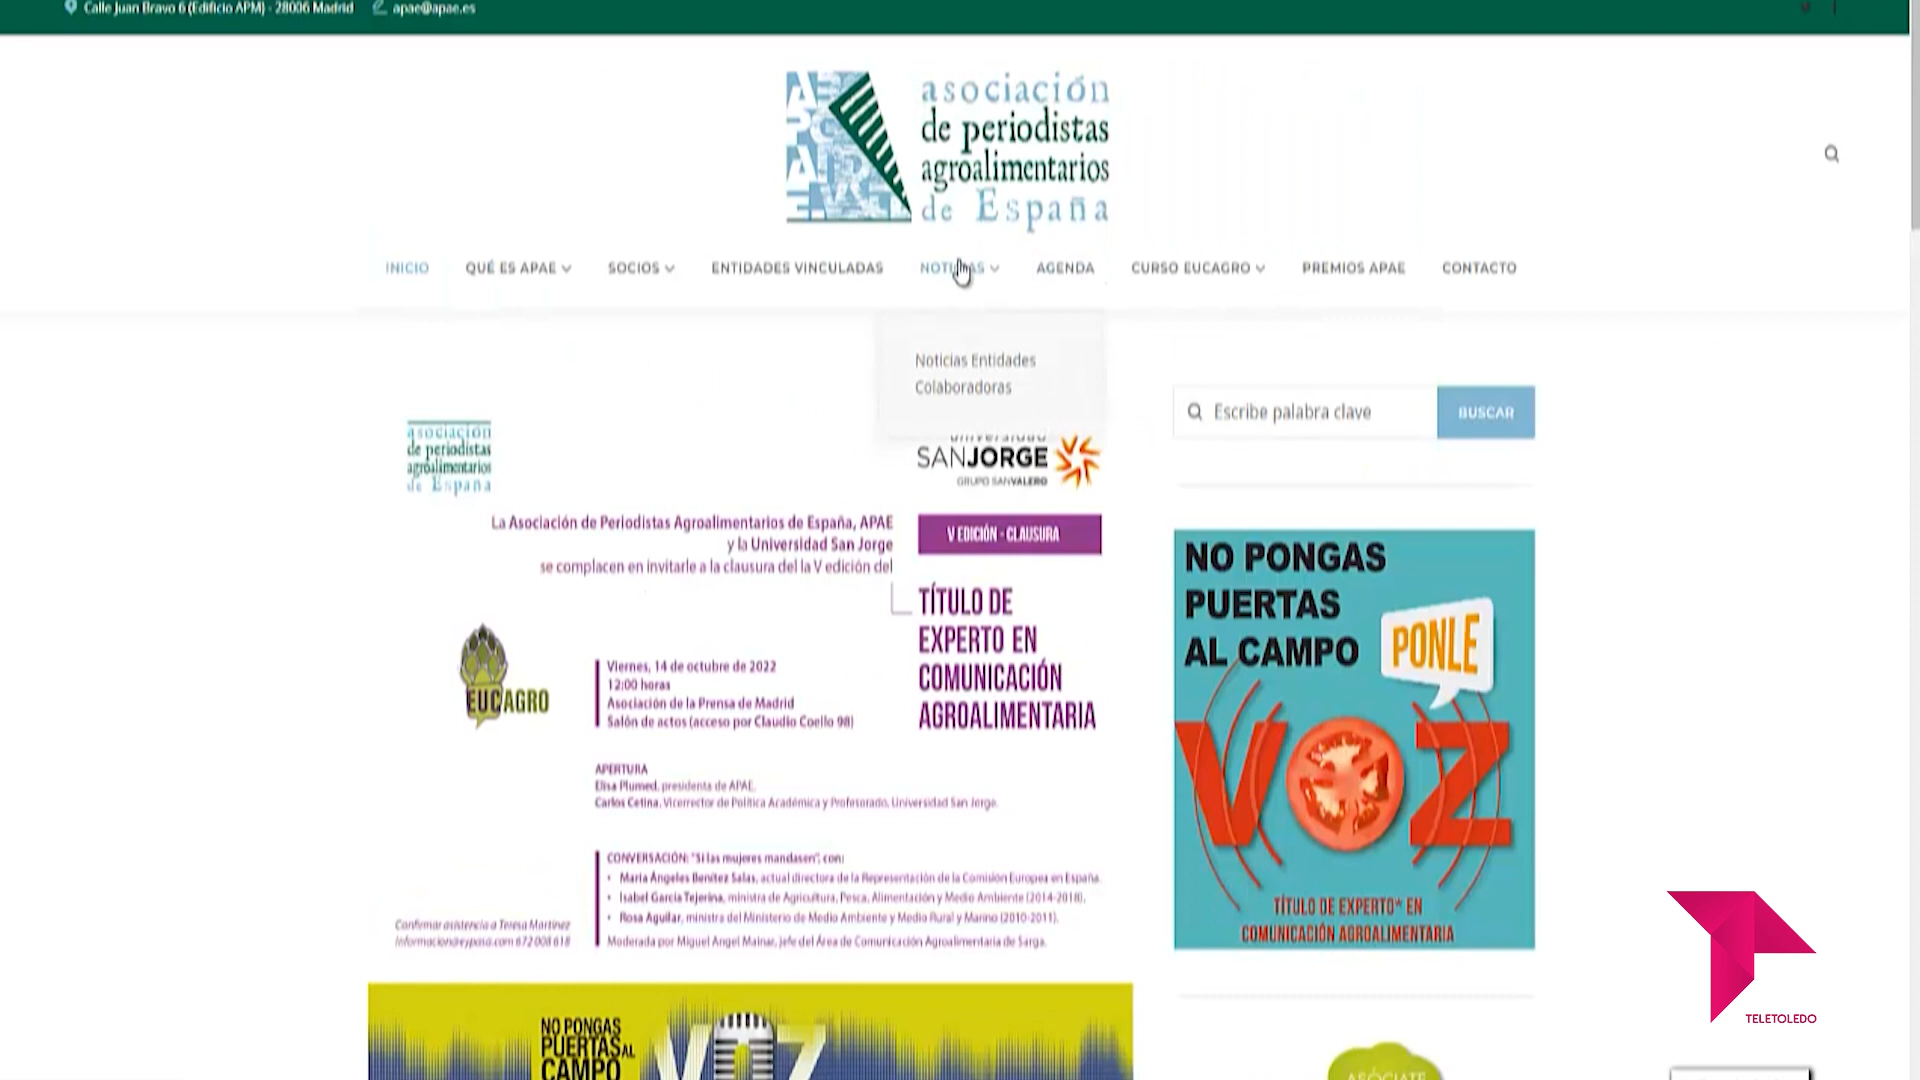 Calle Juan Bravo 6 (Edificio APM) - 28006 Madrid
apae@apae.es
asociación
de periodistas
agroalimentarios
de España
INICIO
QUÉ ES APAE
SOCIOS
ENTIDADES VINCULADAS
NOTICIAS
AGENDA
CURSO EUCAGRO
PREMIOS APAE
CONTACTO
Noticias Entidades
Colaboradoras
Escribe palabra clave
BUSCAR
asociación
de periodistas
agroalimentarios
de España
universidad
SANJORGE
GRUPO SANVALERO
La Asociación de Periodistas Agroalimentarios de España, APAE
y la Universidad San Jorge
se complacen en invitarle a la clausura del la V edición del
V EDICIÓN - CLAUSURA
TÍTULO DE
EXPERTO EN
COMUNICACIÓN
AGROALIMENTARIA
EUCAGRO
Viernes, 14 de octubre de 2022
12:00 horas
Asociación de la Prensa de Madrid
Salón de actos (acceso por Claudio Coello 98)
APERTURA
Elisa Plumed, presidenta de APAE.
Carlos Cetina, Vicerrector de Política Académica y Profesorado, Universidad San Jorge.
CONVERSACIÓN: "Si las mujeres mandasen", con:
• María Ángeles Benítez Salas, actual directora de la Representación de la Comisión Europea en España.
• Isabel García Tejerina, ministra de Agricultura, Pesca, Alimentación y Medio Ambiente (2014-2018).
• Rosa Aguilar, ministra del Ministerio de Medio Ambiente y Medio Rural y Marino (2010-2011).
Moderada por Miguel Ángel Mainar, jefe del Área de Comunicación Agroalimentaria de Sarga.
Confirmar asistencia a Teresa Martínez
informacion@eypasa.com 672 008 618
NO PONGAS
PUERTAS
AL CAMPO
PONLE
VOZ
TÍTULO DE EXPERTO* EN
COMUNICACIÓN AGROALIMENTARIA
NO PONGAS
PUERTAS AL
CAMPO
VOZ
ASÓCIATE
TELETOLEDO